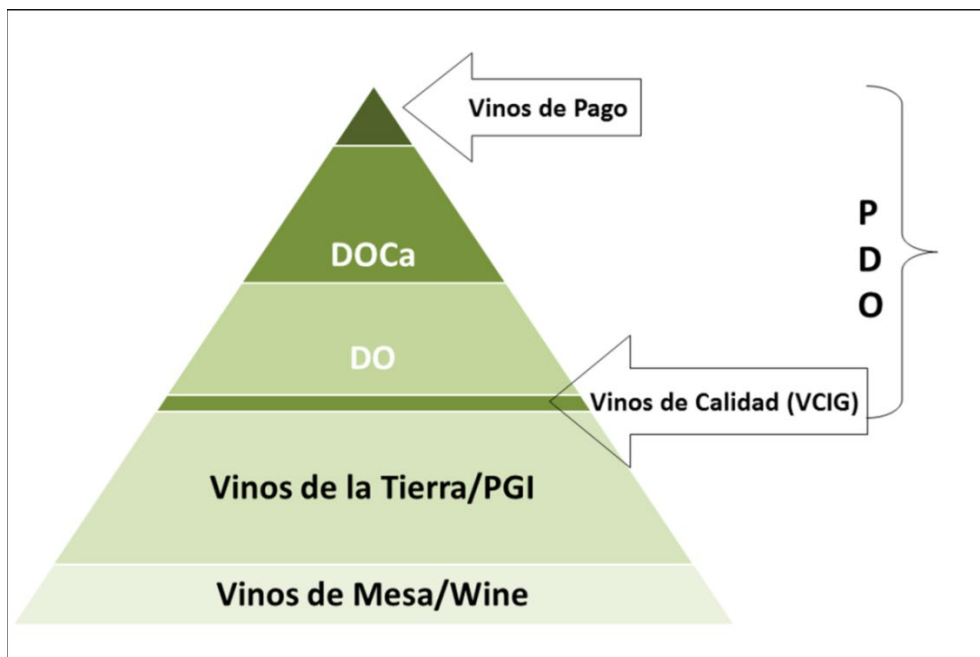 Vinos de Pago
DOCa
P
D
O
DO
Vinos de Calidad (VCIG)
Vinos de la Tierra/PGI
Vinos de Mesa/Wine